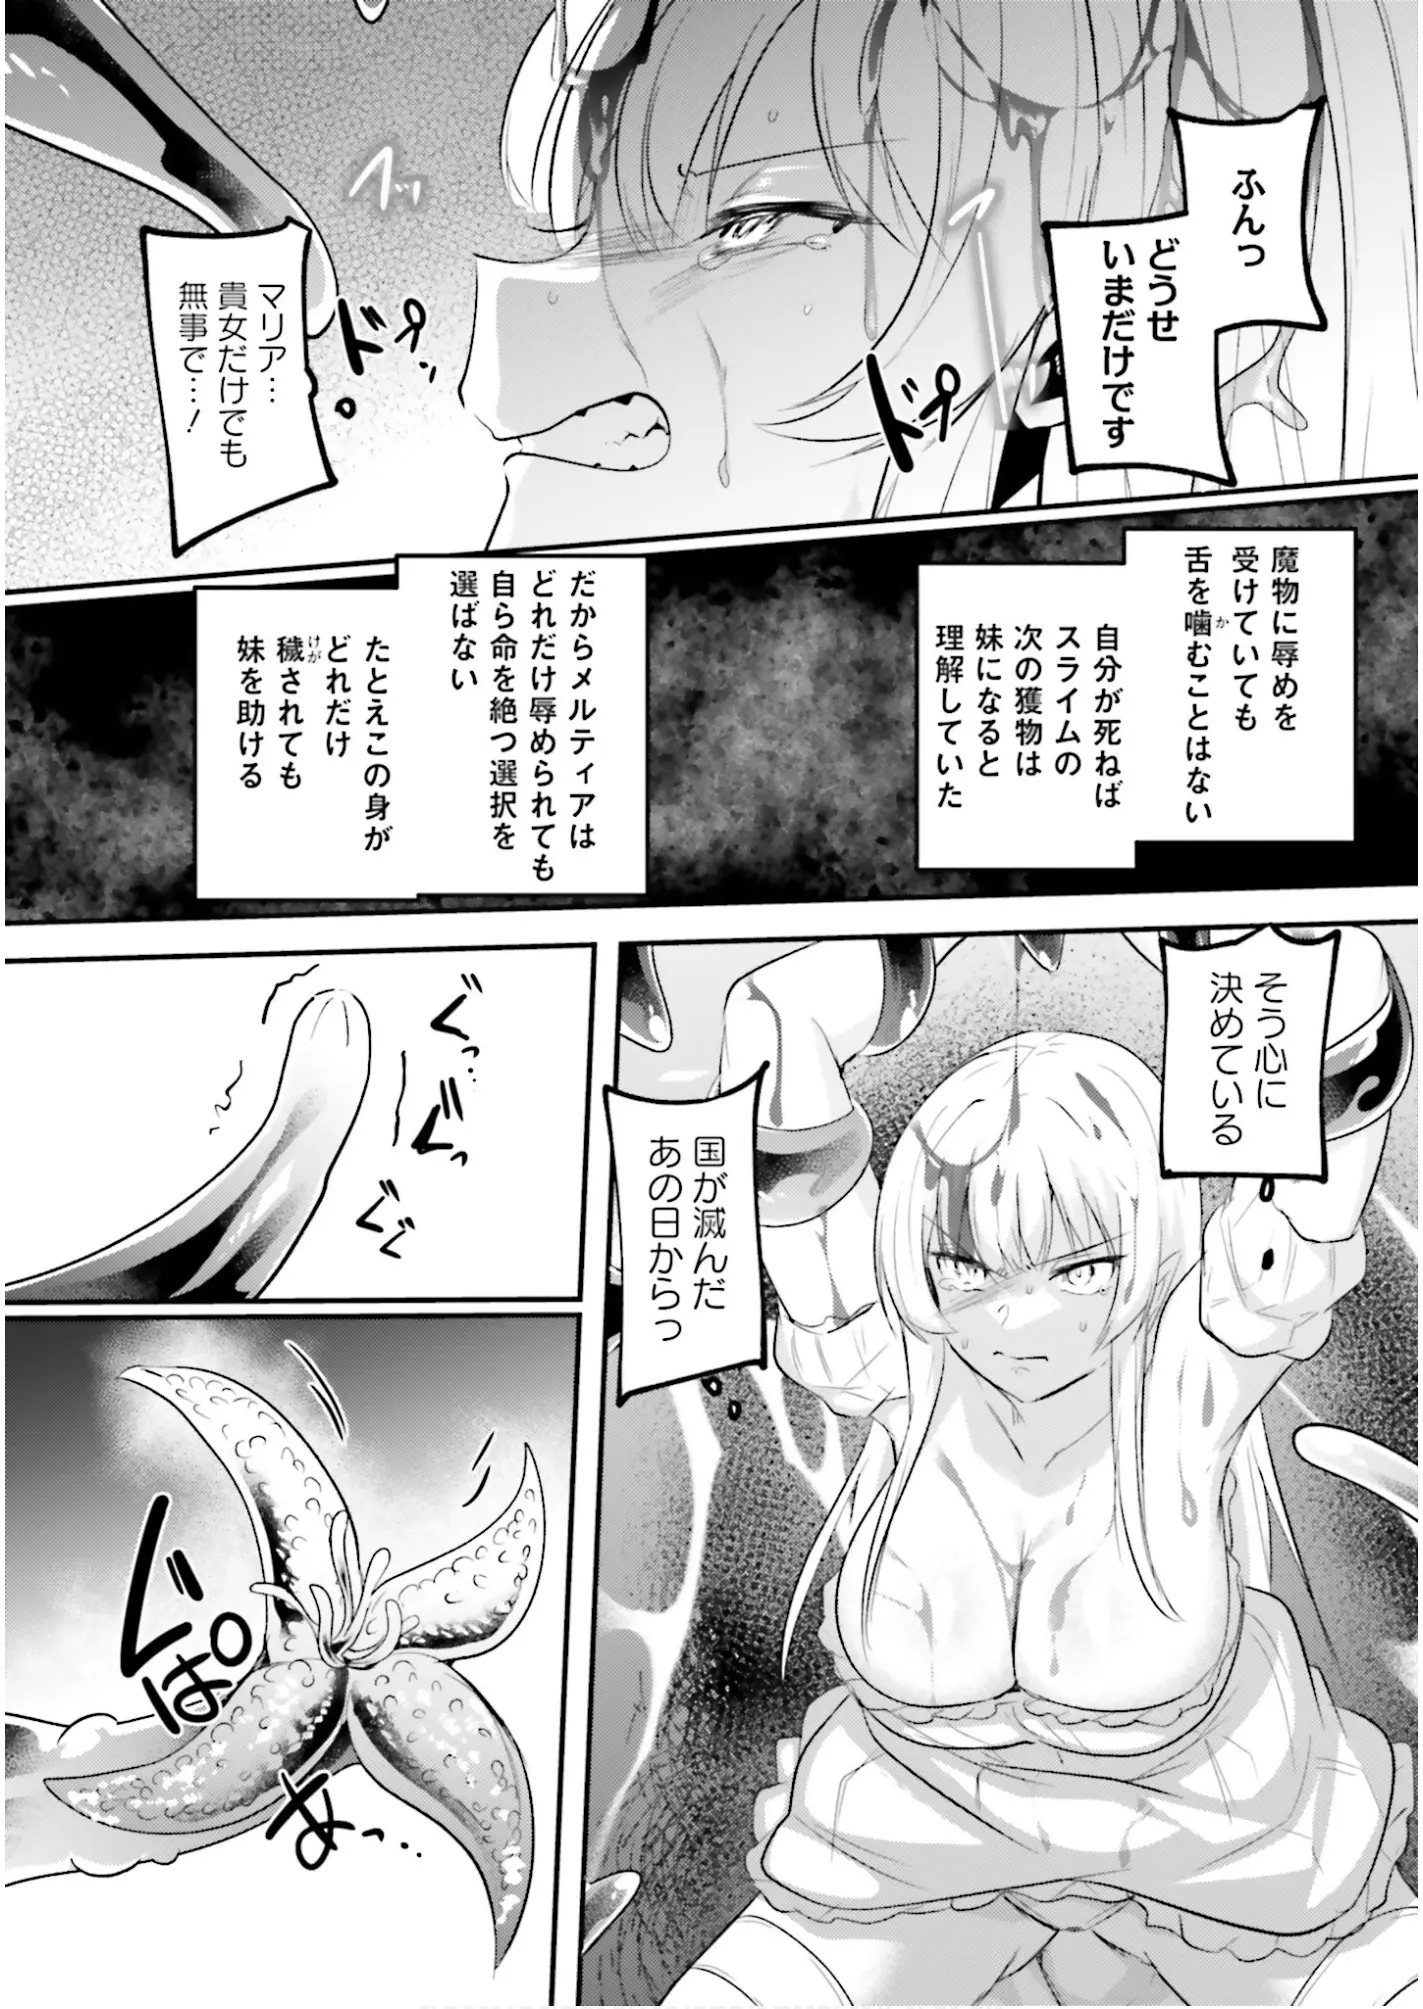 ふんっ
どうせ
いまだけです
ドプッ
ドプ…
マリア…
貴女だけでも
無事で…！
魔物に辱めを
受けていても
舌を噛むことはない
か
自分が死ねば
スライムの
次の獲物は
妹になると
理解していた
だからメルティアは
どれだけ辱められても
自ら命を絶つ選択を
選ばない
たとえこの身が
どれだけ
穢されても
けが
妹を助ける
そう心に
決めている
国が滅んだ
あの日からっ
ぐぐっ
ぐぐ
ぐぐ
ぐぱぁ…